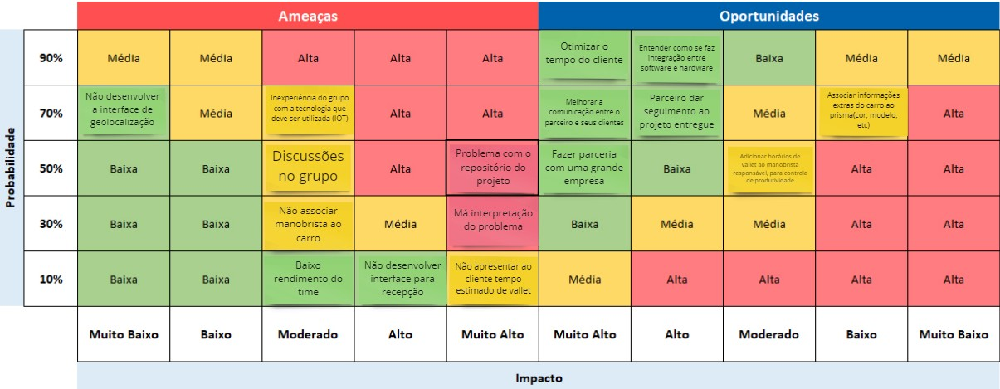 Ameaças
Oportunidades
Probabilidade
90%
Média
Média
Alta
Alta
Alta
Otimizar o
tempo do cliente
Entender como se faz
integração entre
software e hardware
Baixa
Média
Média
70%
Não desenvolver
a interface de
geolocalização
Média
Inexperiência do grupo
com a tecnologia que
deve ser utilizada (IOT)
Alta
Alta
Melhorar a
comunicação entre o
parceiro e seus clientes
Parceiro dar
seguimento ao
projeto entregue
Média
Associar informações
extras do carro ao
prisma(cor, modelo,
etc)
Alta
50%
Baixa
Baixa
Discussões
no grupo
Alta
Problema com o
repositório do
projeto
Fazer parceria
com uma grande
empresa
Baixa
Adicionar horários de
vallet ao manobrista
responsável, para controle
de produtividade
Alta
Alta
30%
Baixa
Baixa
Não associar
manobrista ao
carro
Média
Má interpretação
do problema
Baixa
Média
Média
Alta
Alta
10%
Baixa
Baixa
Baixo
rendimento do
time
Não desenvolver
interface para
recepção
Não apresentar ao
cliente tempo
estimado de vallet
Média
Alta
Alta
Alta
Alta
Muito Baixo
Baixo
Moderado
Alto
Muito Alto
Muito Alto
Alto
Moderado
Baixo
Muito Baixo
Impacto